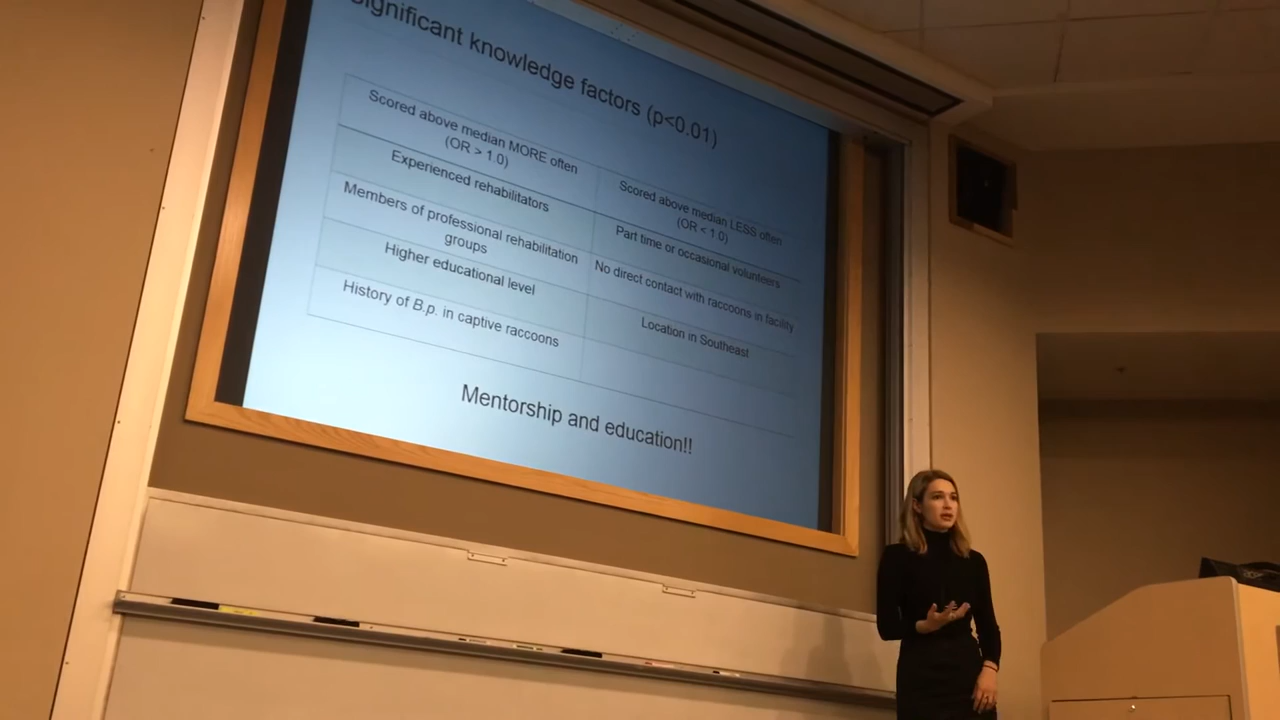 Significant knowledge factors (p<0.01)
Scored above median MORE often
(OR > 1.0)
Scored above median LESS often
(OR < 1.0)
Experienced rehabilitators
Part time or occasional volunteers
Members of professional rehabilitation
groups
No direct contact with raccoons in facility
Higher educational level
Location in Southeast
History of B.p. in captive raccoons
Mentorship and education!!